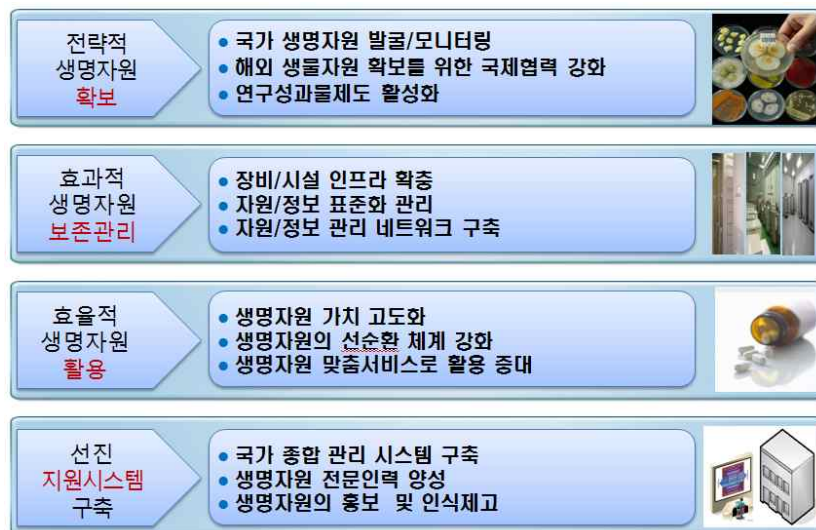 전략적
생명자원
확보
● 국가 생명자원 발굴/모니터링
● 해외 생물자원 확보를 위한 국제협력 강화
● 연구성과물제도 활성화
효과적
생명자원
보존관리
● 장비/시설 인프라 확충
● 자원/정보 표준화 관리
● 자원/정보 관리 네트워크 구축
효율적
생명자원
활용
● 생명자원 가치 고도화
● 생명자원의 선순환 체계 강화
● 생명자원 맞춤서비스로 활용 증대
선진
지원시스템
구축
● 국가 종합 관리 시스템 구축
● 생명자원 전문인력 양성
● 생명자원의 홍보 및 인식제고